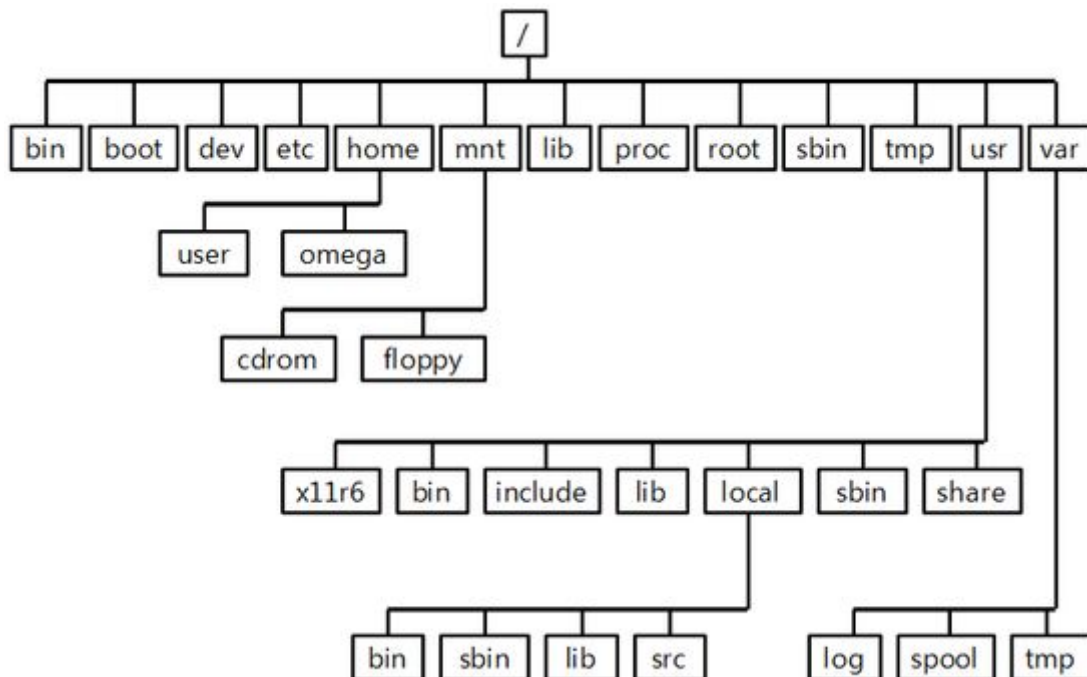 /
bin boot dev etc home mnt lib proc root sbin tmp usr var
user omega
cdrom floppy
x11r6 bin include lib local sbin share
bin sbin lib src log spool tmp